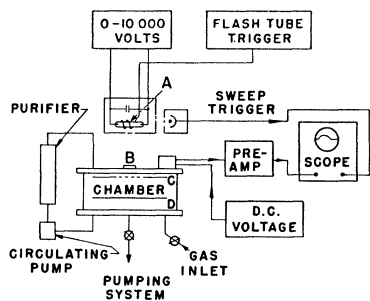 0-10 000
VOLTS
FLASH TUBE
TRIGGER
A
PURIFIER
SWEEP
TRIGGER
B
PRE-
AMP
SCOPE
C
CHAMBER
D
D.C.
VOLTAGE
CIRCULATING
PUMP
GAS
INLET
PUMPING
SYSTEM